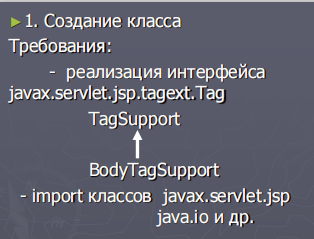 ►1. Создание класса
Требования:
- реализация интерфейса
javax.servlet.jsp.tagext.Tag
TagSupport
BodyTagSupport
- import классов javax.servlet.jsp
java.io и др.